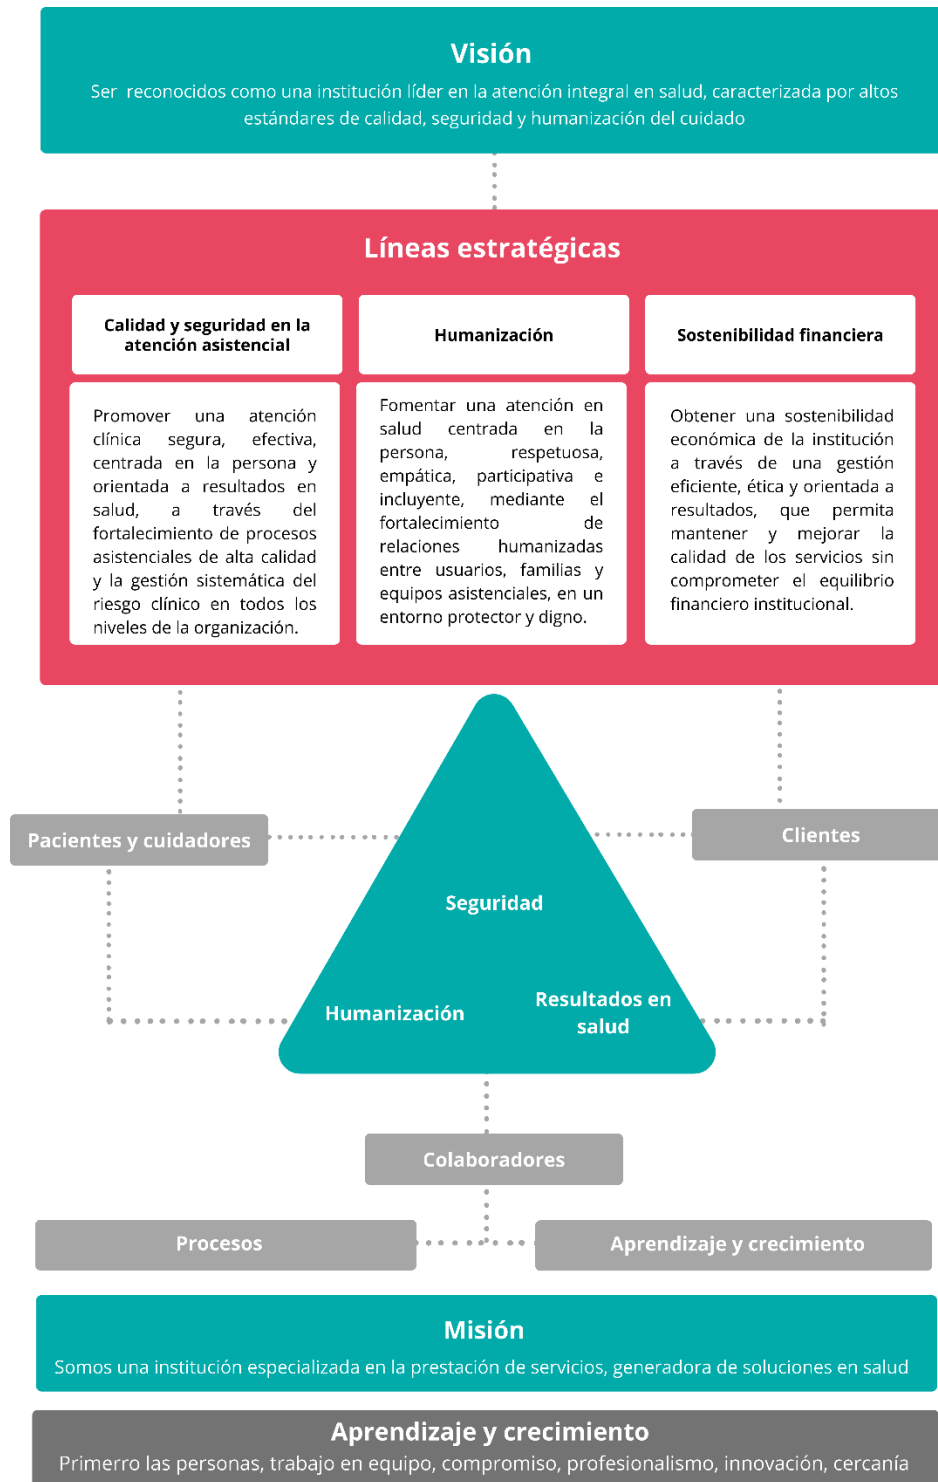 Visión
Ser reconocidos como una institución líder en la atención integral en salud, caracterizada por altos
estándares de calidad, seguridad y humanización del cuidado
Líneas estratégicas
Calidad y seguridad en la
atención asistencial
Promover una atención
clínica segura, efectiva,
centrada en la persona y
orientada a resultados en
salud, a través del
fortalecimiento de procesos
asistenciales de alta calidad
y la gestión sistemática del
riesgo clínico en todos los
niveles de la organización.
Humanización
Fomentar una atención en
salud centrada en la
persona, respetuosa,
empática, participativa e
incluyente, mediante el
fortalecimiento de
relaciones humanizadas
entre usuarios, familias y
equipos asistenciales, en un
entorno protector y digno.
Sostenibilidad financiera
Obtener una sostenibilidad
económica de la institución
a través de una gestión
eficiente, ética y orientada a
resultados, que permita
mantener y mejorar la
calidad de los servicios sin
comprometer el equilibrio
financiero institucional.
Pacientes y cuidadores
Clientes
Seguridad
Humanización
Resultados en
salud
Colaboradores
Procesos
Aprendizaje y crecimiento
Misión
Somos una institución especializada en la prestación de servicios, generadora de soluciones en salud
Aprendizaje y crecimiento
Primerro las personas, trabajo en equipo, compromiso, profesionalismo, innovación, cercanía